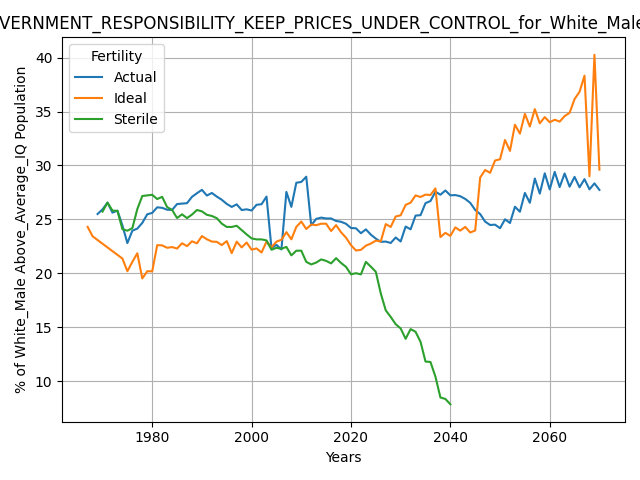 VERNMENT_RESPONSIBILITY_KEEP_PRICES_UNDER_CONTROL_for_White_Male
Fertility
Actual
Ideal
Sterile
% of White_Male Above_Average_IQ Population
40
35
30
25
20
15
10
1980
2000
2020
2040
2060
Years